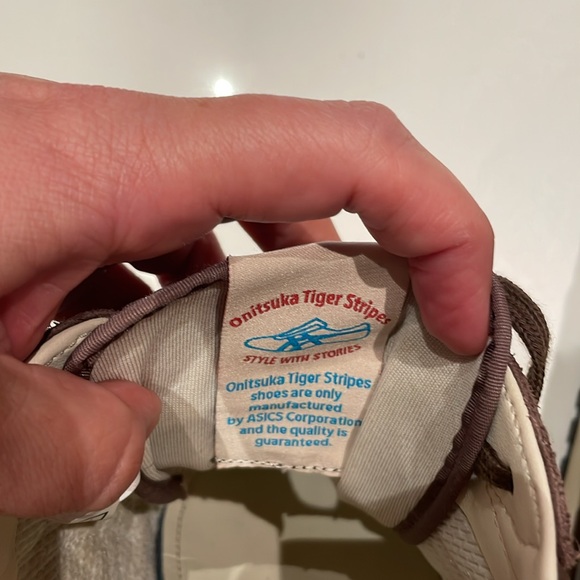 Onitsuka Tiger Stripes
STYLE WITH STORIES
Onitsuka Tiger Stripes
shoes are only
manufactured
by ASICS Corporation
and the quality is
guaranteed.